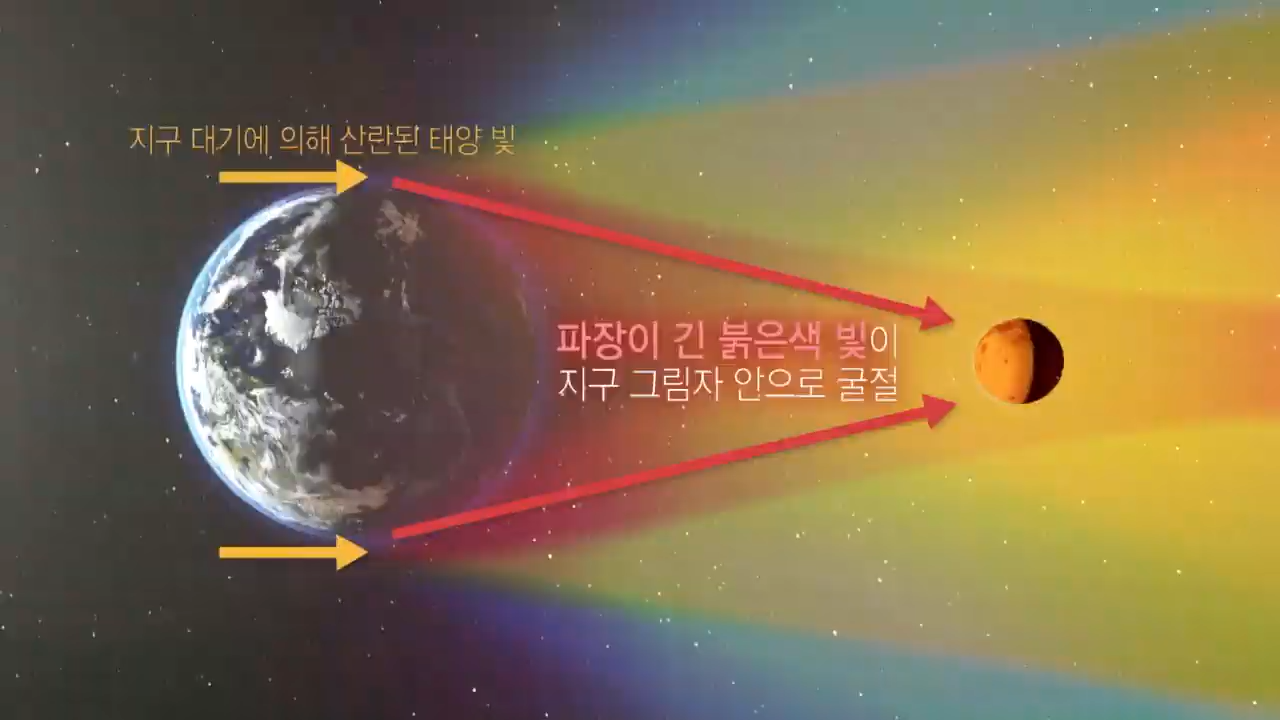 지구 대기에 의해 산란된 태양 빛
파장이 긴 붉은색 빛이
지구 그림자 안으로 굴절